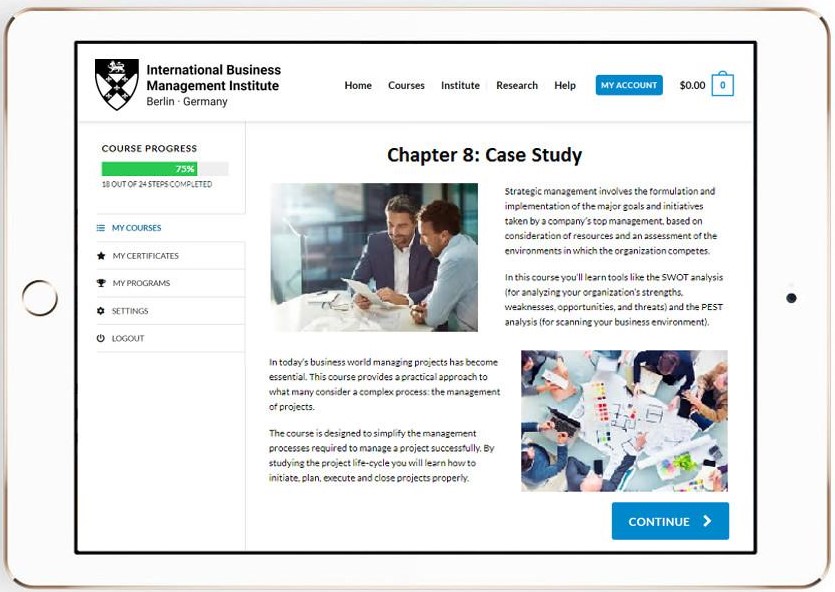 International Business
Management Institute
Berlin · Germany
Home Courses Institute Research Help MY ACCOUNT $0.00 0
COURSE PROGRESS
75%
18 OUT OF 24 STEPS COMPLETED
MY COURSES
MY CERTIFICATES
MY PROGRAMS
SETTINGS
LOGOUT
Chapter 8: Case Study
Strategic management involves the formulation and
implementation of the major goals and initiatives
taken by a company's top management, based on
consideration of resources and an assessment of the
environments in which the organization competes.
In this course you'll learn tools like the SWOT analysis
(for analyzing your organization's strengths,
weaknesses, opportunities, and threats) and the PEST
analysis (for scanning your business environment).
In today's business world managing projects has become
essential. This course provides a practical approach to
what many consider a complex process: the management
of projects.
The course is designed to simplify the management
processes required to manage a project successfully. By
studying the project life-cycle you will learn how to
initiate, plan, execute and close projects properly.
CONTINUE